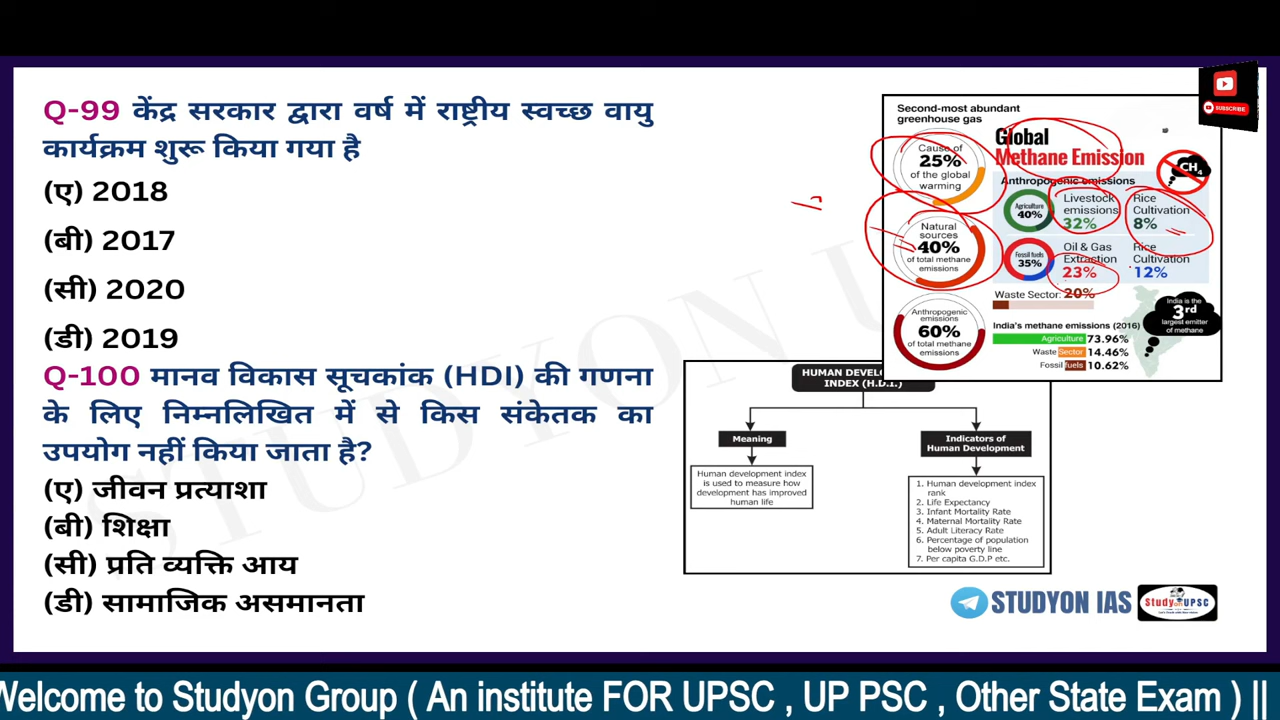 Q-99 केंद्र सरकार द्वारा वर्ष में राष्ट्रीय स्वच्छ वायु
कार्यक्रम शुरू किया गया है
(ए) 2018
(बी) 2017
(सी) 2020
(डी) 2019
Q-100 मानव विकास सूचकांक (HDI) की गणना
के लिए निम्नलिखित में से किस संकेतक का
उपयोग नहीं किया जाता है?
(ए) जीवन प्रत्याशा
(बी) शिक्षा
(सी) प्रति व्यक्ति आय
(डी) सामाजिक असमानता
Second-most abundant
greenhouse gas
Cause of
25%
of the global
warming
Natural
sources
40%
of total methane
emissions
Anthropogenic
emissions
60%
of total methane
emissions
Global
Methane Emission
CH4
Anthropogenic emissions
Agriculture
40%
Livestock
emissions
32%
Rice
Cultivation
8%
Fossil fuels
35%
Oil & Gas
Extraction
23%
Rice
Cultivation
12%
Waste Sector: 20%
India is the
3rd
largest emitter
of methane
India's methane emissions (2016)
Agriculture 73.96%
Waste Sector 14.46%
Fossil fuels 10.62%
SUBSCRIBE
INDEX (H.D.I.)
Meaning
Human development index
is used to measure how
development has improved
human life
Indicators of
Human Development
1. Human development index
rank
2. Life Expectancy
3. Infant Mortality Rate
4. Maternal Mortality Rate
5. Adult Literacy Rate
6. Percentage of population
below poverty line
7. Per capita G.D.P etc.
STUDYON IAS
Study on UPSC
STUDYON U
Welcome to Studyon Group ( An institute FOR UPSC , UP PSC , Other State Exam ) ||